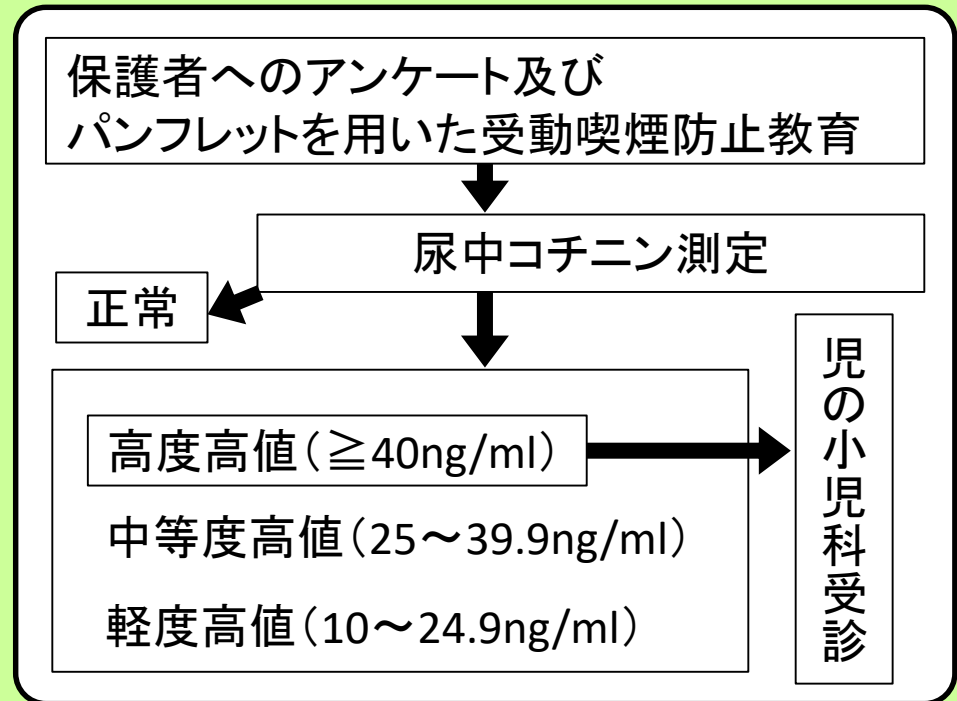 保護者へのアンケート及び
パンフレットを用いた受動喫煙防止教育
尿中コチニン測定
正常
高度高値（≧40ng/ml）
中等度高値（25～39.9ng/ml）
軽度高値（10～24.9ng/ml）
児の小児科受診